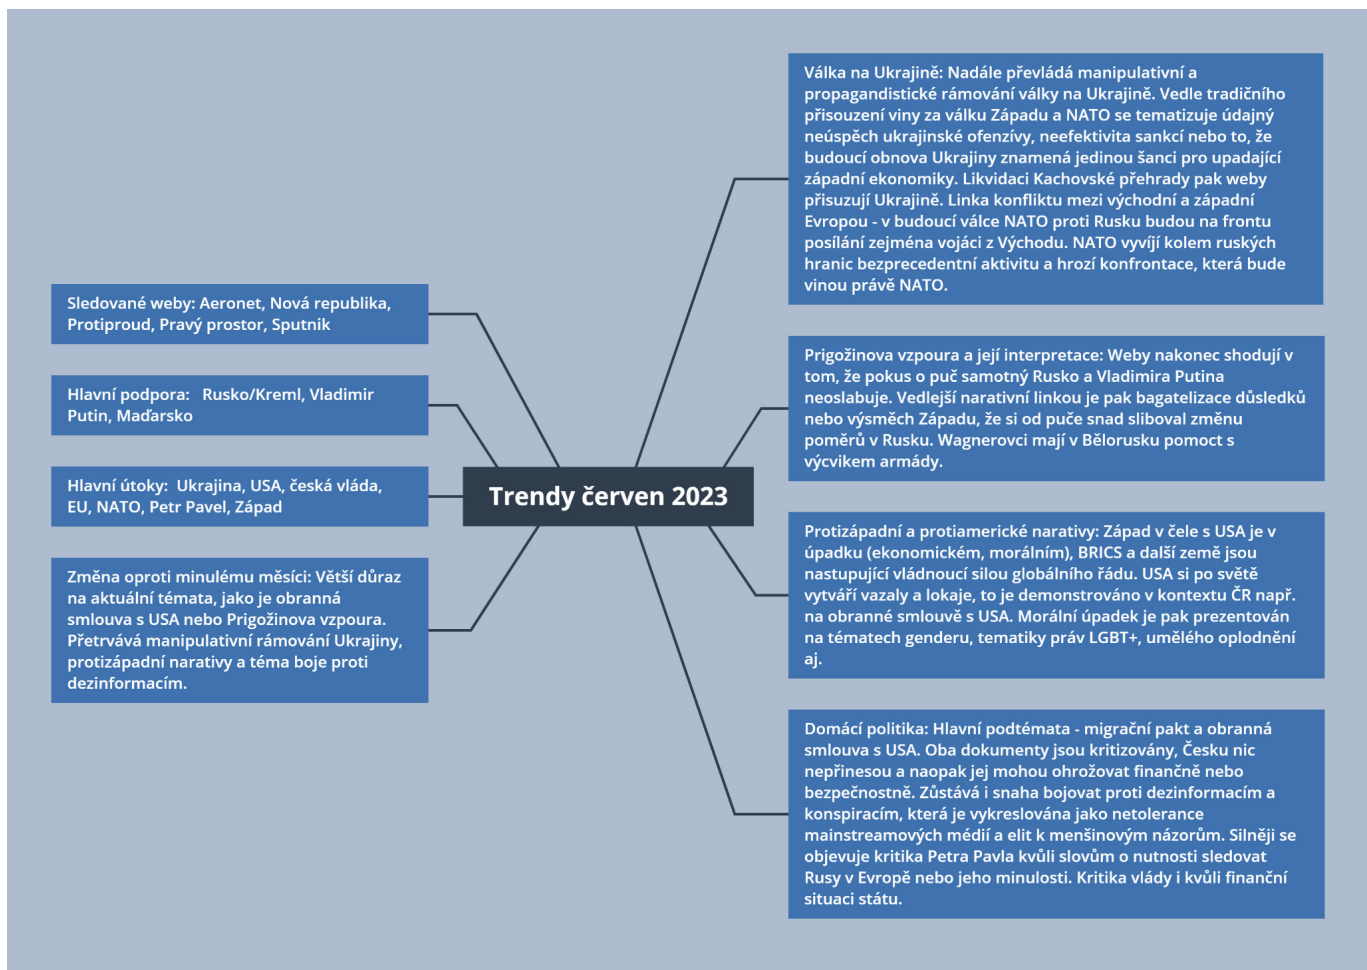 Trendy červen 2023
Sledované weby: Aeronet, Nová republika,
Protiproud, Pravý prostor, Sputnik
Hlavní podpora:   Rusko/Kreml, Vladimir
Putin, Maďarsko
Hlavní útoky:  Ukrajina, USA, česká vláda,
EU, NATO, Petr Pavel, Západ
Změna oproti minulému měsíci: Větší důraz
na aktuální témata, jako je obranná
smlouva s USA nebo Prigožinova vzpoura.
Přetrvává manipulativní rámování Ukrajiny,
protizápadní narativy a téma boje proti
dezinformacím.
Válka na Ukrajině: Nadále převládá manipulativní a
propagandistické rámování války na Ukrajině. Vedle tradičního
přisouzení viny za válku Západu a NATO se tematizuje údajný
neúspěch ukrajinské ofenzívy, neefektivita sankcí nebo to, že
budoucí obnova Ukrajiny znamená jedinou šanci pro upadající
západní ekonomiky. Likvidaci Kachovské přehrady pak weby
přisuzují Ukrajině. Linka konfliktu mezi východní a západní
Evropou - v budoucí válce NATO proti Rusku budou na frontu
posílání zejména vojáci z Východu. NATO vyvíjí kolem ruských
hranic bezprecedentní aktivitu a hrozí konfrontace, která bude
vinou právě NATO.
Prigožinova vzpoura a její interpretace: Weby nakonec shodují v
tom, že pokus o puč samotný Rusko a Vladimira Putina
neoslabuje. Vedlejší narativní linkou je pak bagatelizace důsledků
nebo výsměch Západu, že si od puče snad sliboval změnu
poměrů v Rusku. Wagnerovci mají v Bělorusku pomoct s
výcvikem armády.
Protizápadní a protiamerické narativy: Západ v čele s USA je v
úpadku (ekonomickém, morálním), BRICS a další země jsou
nastupující vládnoucí silou globálního řádu. USA si po světě
vytváří vazaly a lokaje, to je demonstrováno v kontextu ČR např.
na obranné smlouvě s USA. Morální úpadek je pak prezentován
na tématech genderu, tematiky práv LGBT+, umělého oplodnění
aj.
Domácí politika: Hlavní podtémata - migrační pakt a obranná
smlouva s USA. Oba dokumenty jsou kritizovány, Česku nic
nepřinesou a naopak jej mohou ohrožovat finančně nebo
bezpečnostně. Zůstává i snaha bojovat proti dezinformacím a
konspiracím, která je vykreslována jako netolerance
mainstreamových médií a elit k menšinovým názorům. Silněji se
objevuje kritika Petra Pavla kvůli slovům o nutnosti sledovat
Rusy v Evropě nebo jeho minulosti. Kritika vlády i kvůli finanční
situaci státu.